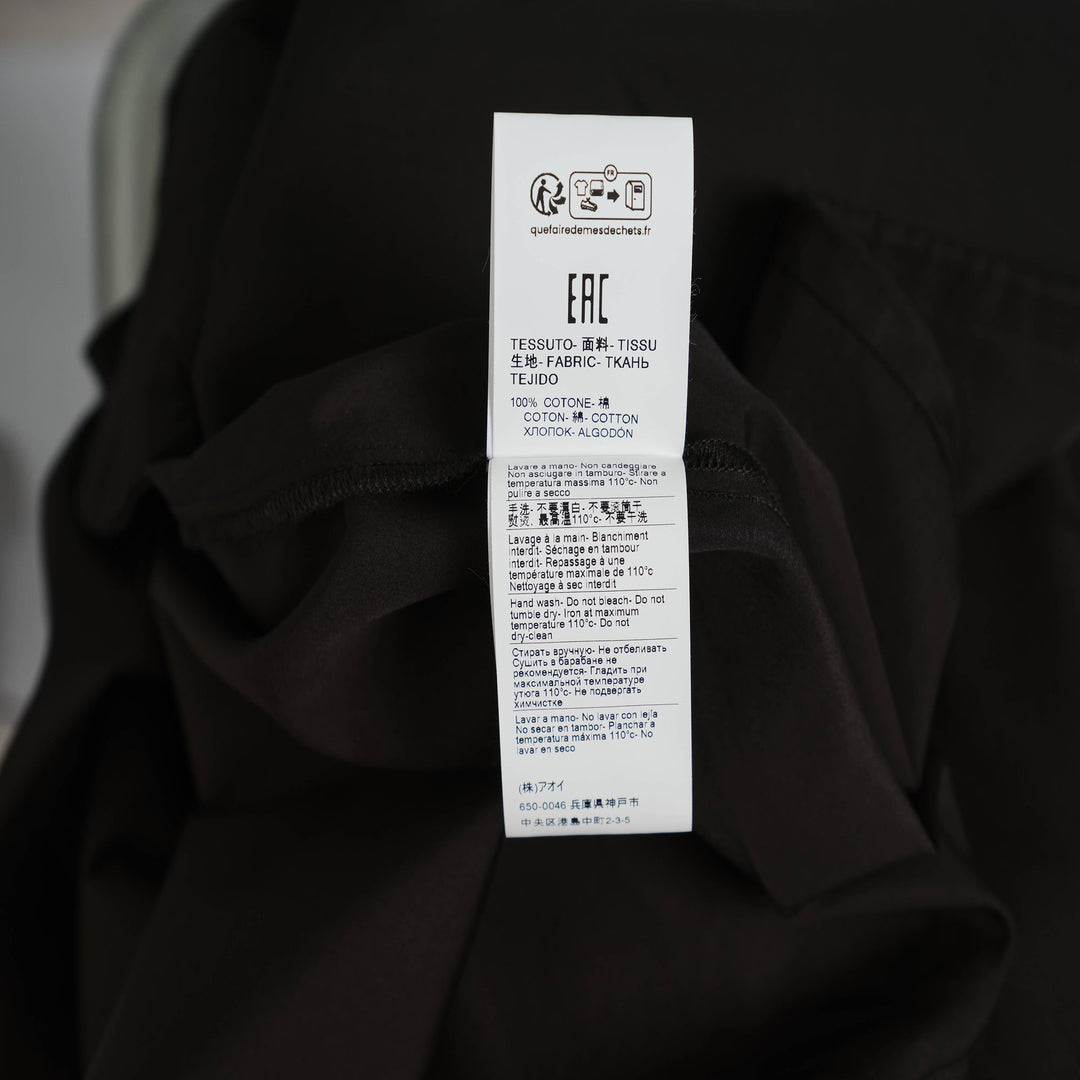 FR
quefairedemesdechets.fr
EAC
TESSUTO- 面料- TISSU
生地- FABRIC- ТКАНЬ
TEJIDO
100% COTONE- 棉
COTON- 綿- COTTON
ХЛОПОК- ALGODÓN
Lavare a mano- Non candeggiare
Non asciugare in tamburo- Stirare a
temperatura massima 110°c- Non
pulire a secco
手洗- 不要漂白- 不要滚筒干
熨烫, 最高温110°c- 不要干洗
Lavage à la main- Blanchiment
interdit- Séchage en tambour
interdit- Repassage à une
température maximale de 110°c
Nettoyage à sec interdit
Hand wash- Do not bleach- Do not
tumble dry- Iron at maximum
temperature 110°c- Do not
dry-clean
Стирать вручную- Не отбеливать
Сушить в барабане не
рекомендуется- Гладить при
максимальной температуре
утюга 110°c- Не подвергать
химчистке
Lavar a mano- No lavar con lejía
No secar en tambor- Planchar a
temperatura máxima 110°c- No
lavar en seco
(株)アオイ
650-0046 兵庫県神戸市
中央区港島中町2-3-5